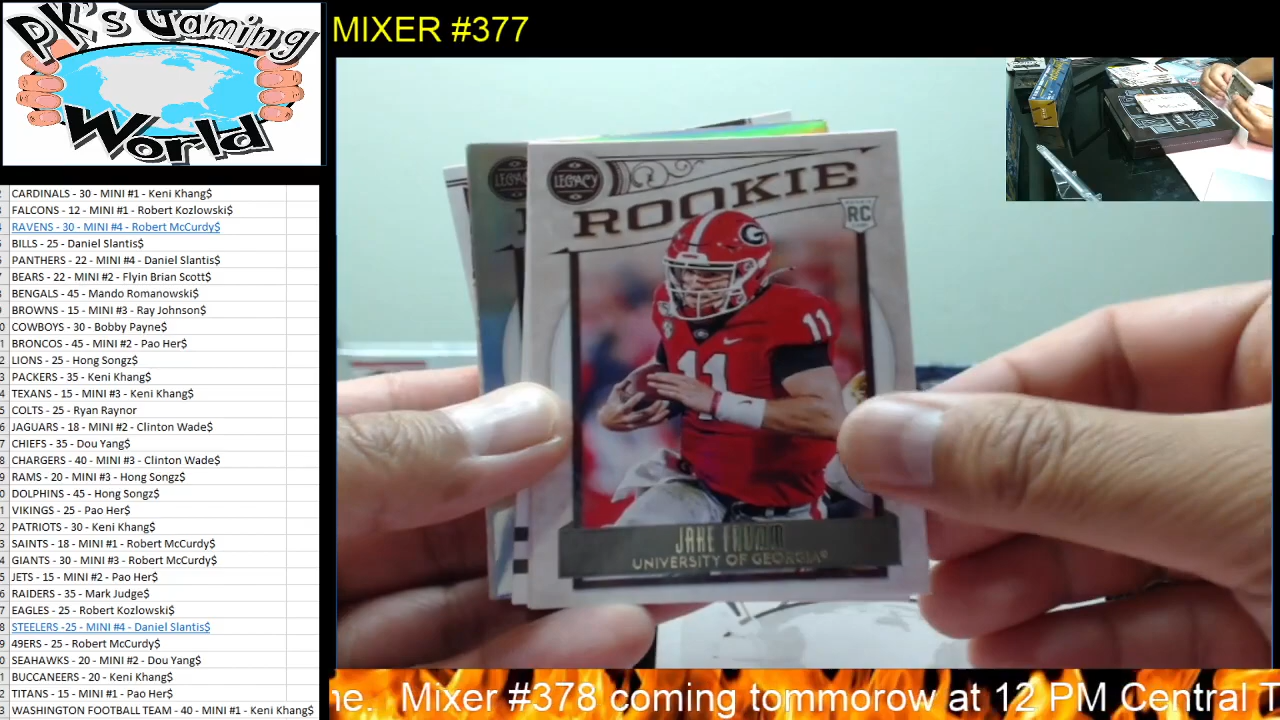 PK's Gaming
World
MIXER #377
CARDINALS - 30 - MINI #1 - Keni Khang$
FALCONS - 12 - MINI #1 - Robert Kozlowski$
RAVENS - 30 - MINI #4 - Robert McCurdy$
BILLS - 25 - Daniel Slantis$
PANTHERS - 22 - MINI #4 - Daniel Slantis$
BEARS - 22 - MINI #2 - Flyin Brian Scott$
BENGALS - 45 - Mando Romanowski$
BROWNS - 15 - MINI #3 - Ray Johnson$
COWBOYS - 30 - Bobby Payne$
BRONCOS - 45 - MINI #2 - Pao Her$
LIONS - 25 - Hong Songz$
PACKERS - 35 - Keni Khang$
TEXANS - 15 - MINI #3 - Keni Khang$
COLTS - 25 - Ryan Raynor
JAGUARS - 18 - MINI #2 - Clinton Wade$
CHIEFS - 35 - Dou Yang$
CHARGERS - 40 - MINI #3 - Clinton Wade$
RAMS - 20 - MINI #3 - Hong Songz$
DOLPHINS - 45 - Hong Songz$
VIKINGS - 25 - Pao Her$
PATRIOTS - 30 - Keni Khang$
SAINTS - 18 - MINI #1 - Robert McCurdy$
GIANTS - 30 - MINI #3 - Robert McCurdy$
JETS - 15 - MINI #2 - Pao Her$
RAIDERS - 35 - Mark Judge$
EAGLES - 25 - Robert Kozlowski$
STEELERS -25 - MINI #4 - Daniel Slantis$
49ERS - 25 - Robert McCurdy$
SEAHAWKS - 20 - MINI #2 - Dou Yang$
BUCCANEERS - 20 - Keni Khang$
TITANS - 15 - MINI #1 - Pao Her$
WASHINGTON FOOTBALL TEAM - 40 - MINI #1 - Keni Khang$
LEGACY
ROOKIE
RC
G
11
11
JAKE
UNIVERSITY OF GEORGIA®
ne. Mixer #378 coming tommorow at 12 PM Central T